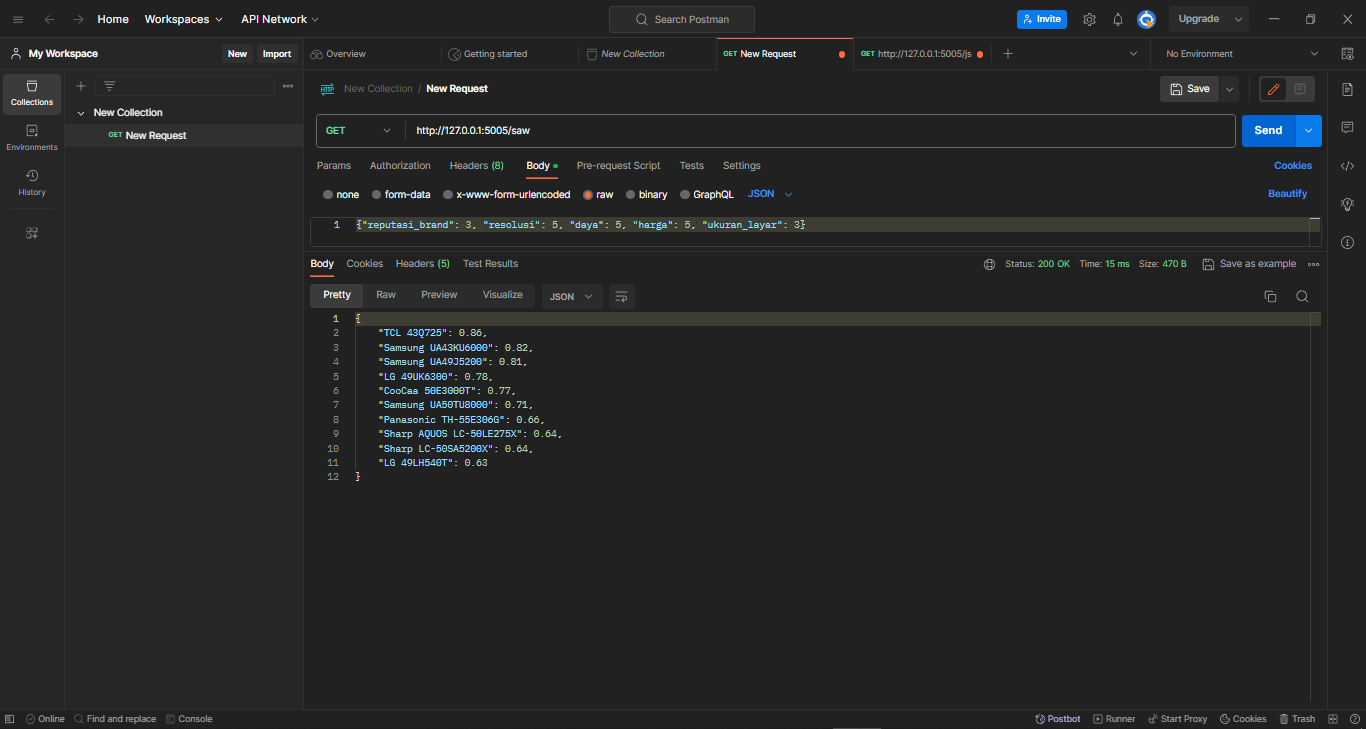 Home Workspaces API Network Search Postman Invite Upgrade
My Workspace New Import Overview Getting started New Collection GET New Request GET http://127.0.0.1:5005/js No Environment
Collections
Environments
History
New Collection
GET New Request
HTTP New Collection / New Request Save
GET http://127.0.0.1:5005/saw Send
Params Authorization Headers (8) Body Pre-request Script Tests Settings Cookies
none form-data x-www-form-urlencoded raw binary GraphQL JSON Beautify
1 {"reputasi_brand": 3, "resolusi": 5, "daya": 5, "harga": 5, "ukuran_layar": 3}
Body Cookies Headers (5) Test Results Status: 200 OK Time: 15 ms Size: 470 B Save as example
Pretty Raw Preview Visualize JSON
1 {
2 "TCL 43Q725": 0.86,
3 "Samsung UA43KU6000": 0.82,
4 "Samsung UA49J5200": 0.81,
5 "LG 49UK6300": 0.78,
6 "CooCaa 50E3000T": 0.77,
7 "Samsung UA50TU8000": 0.71,
8 "Panasonic TH-55E306G": 0.66,
9 "Sharp AQUOS LC-50LE275X": 0.64,
10 "Sharp LC-50SA5200X": 0.64,
11 "LG 49LH540T": 0.63
12 }
Online Find and replace Console Postbot Runner Start Proxy Cookies Trash